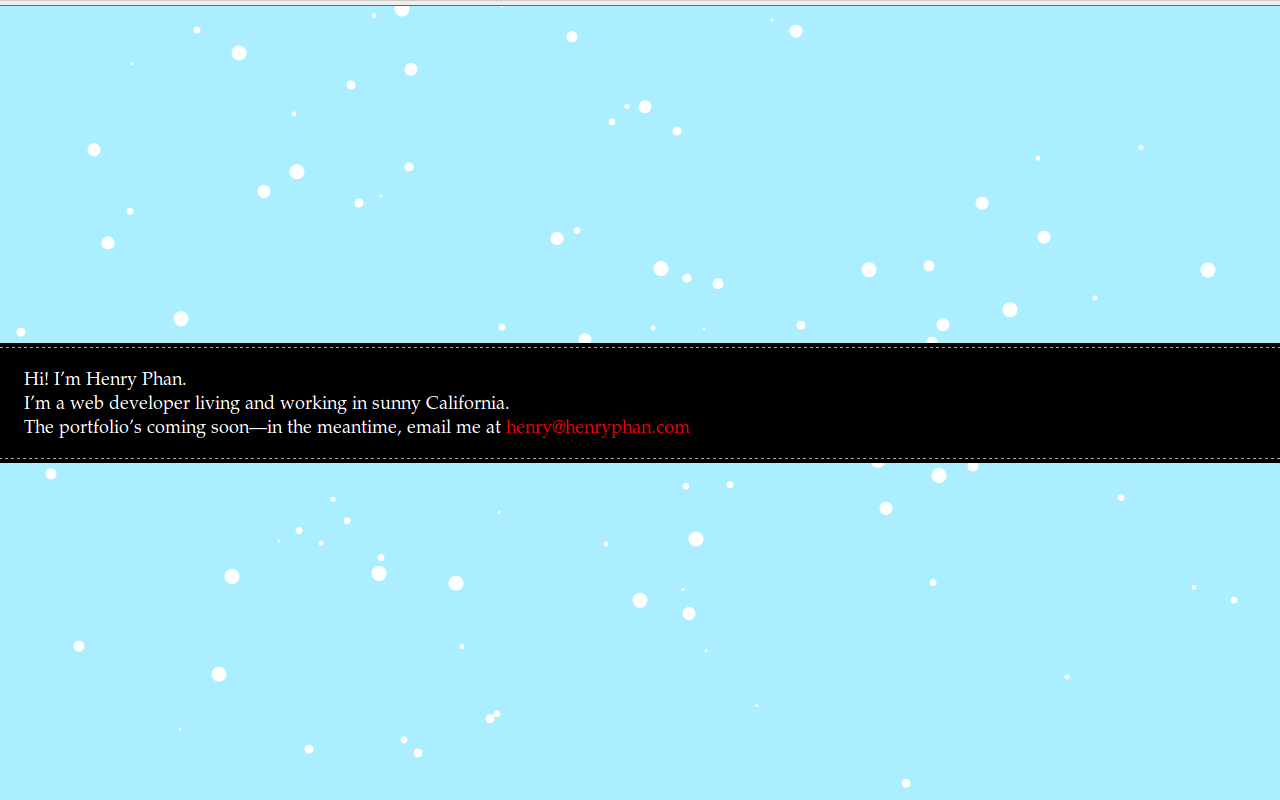 Hi! I’m Henry Phan.
I’m a web developer living and working in sunny California.
The portfolio’s coming soon—in the meantime, email me at henry@henryphan.com